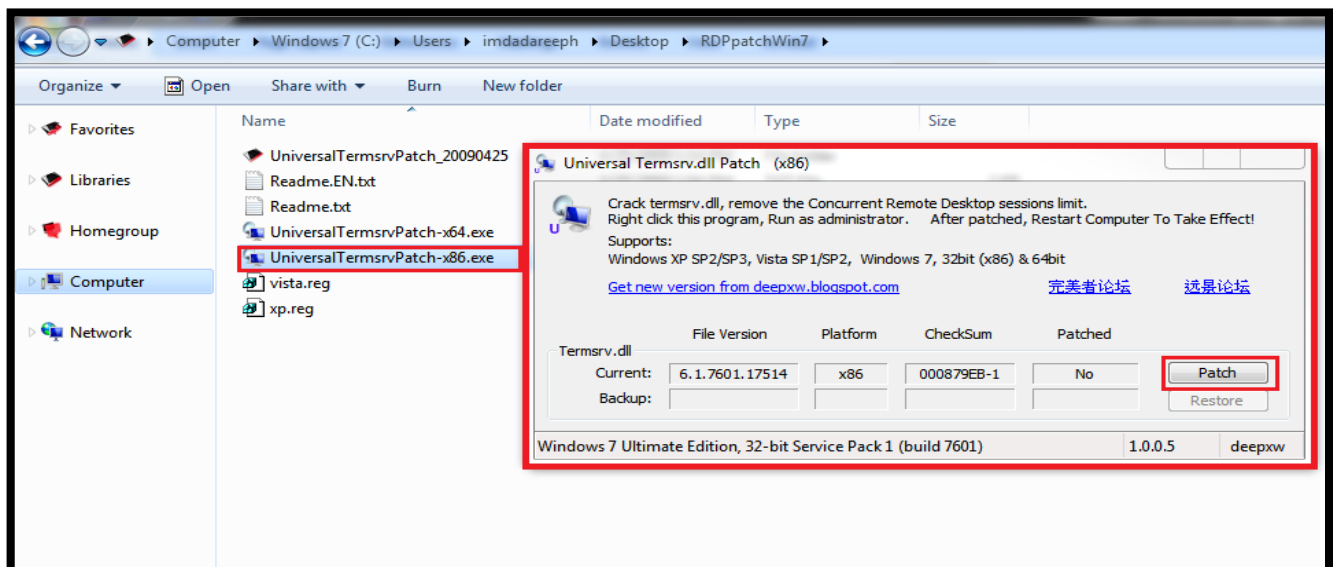 Computer Windows 7 (C:) Users imdadareeph Desktop RDPpatchWin7
Organize Open Share with Burn New folder
Name Date modified Type Size
Favorites
Libraries
Homegroup
Computer
Network
UniversalTermsrvPatch_20090425
Readme.EN.txt
Readme.txt
UniversalTermsrvPatch-x64.exe
UniversalTermsrvPatch-x86.exe
vista.reg
xp.reg
Universal Termsrv.dll Patch (x86)
Crack termsrv.dll, remove the Concurrent Remote Desktop sessions limit.
Right click this program, Run as administrator. After patched, Restart Computer To Take Effect!
U
Supports:
Windows XP SP2/SP3, Vista SP1/SP2, Windows 7, 32bit (x86) & 64bit
Get new version from deepxw.blogspot.com 完美者论坛 远景论坛
File Version Platform CheckSum Patched
Termsrv.dll
Current: 6.1.7601.17514 x86 000879EB-1 No Patch
Backup: Restore
Windows 7 Ultimate Edition, 32-bit Service Pack 1 (build 7601) 1.0.0.5 deepxw